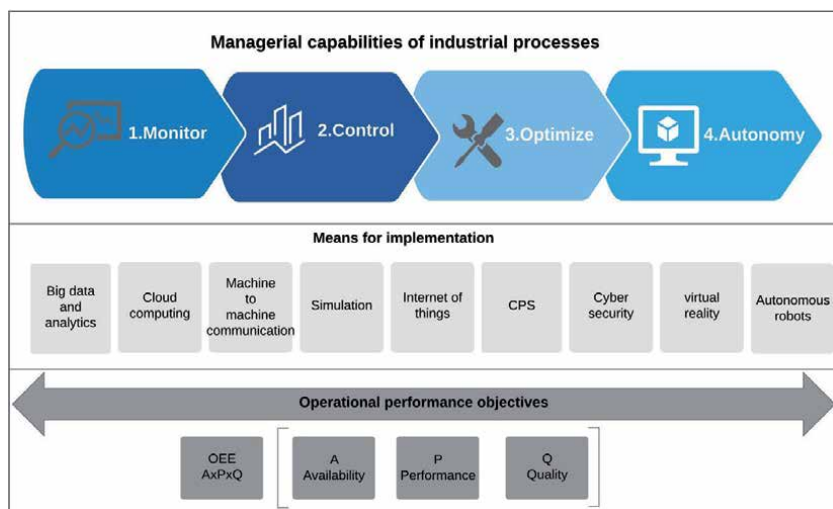 Managerial capabilities of industrial processes
1.Monitor
2.Control
3.Optimize
4.Autonomy
Means for implementation
Big data
and
analytics
Cloud
computing
Machine
to
machine
communication
Simulation
Internet of
things
CPS
Cyber
security
virtual
reality
Autonomous
robots
Operational performance objectives
OEE
AxPxQ
A
Availability
P
Performance
Q
Quality